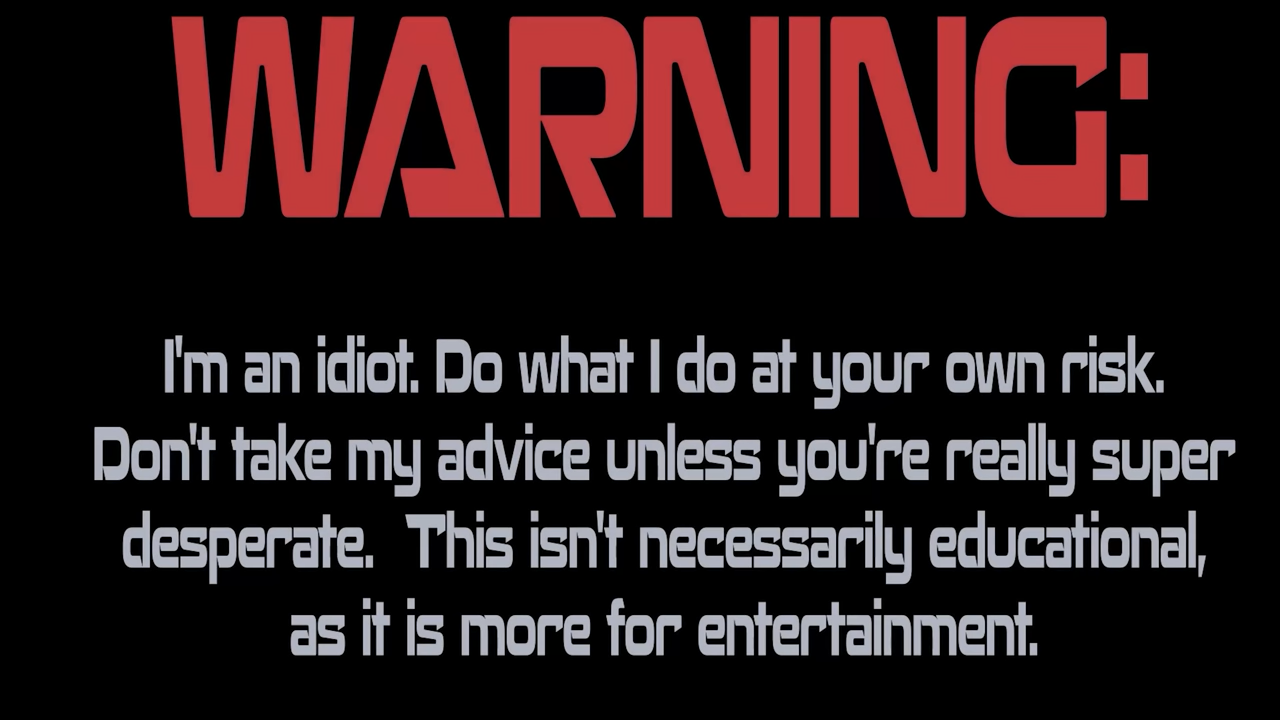 WARNING:
I'm an idiot. Do what I do at your own risk.
Don't take my advice unless you're really super
desperate.  This isn't necessarily educational,
as it is more for entertainment.